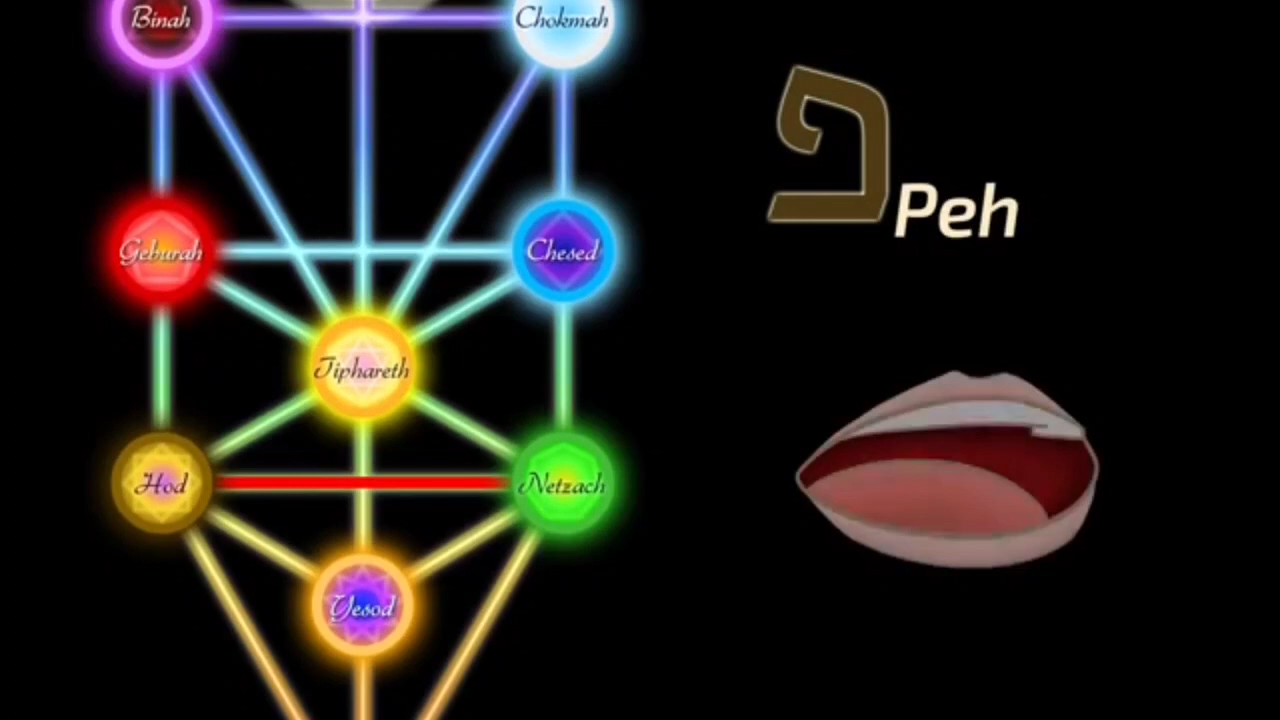 Binah
Chokmah
פ
Peh
Geburah
Chesed
Tiphareth
Hod
Netzach
Yesod